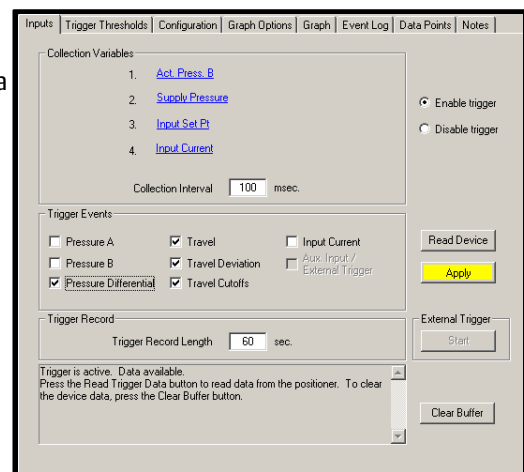 Inputs Trigger Thresholds Configuration Graph Options Graph Event Log Data Points Notes
a
Collection Variables
1. Act. Press. B
2. Supply Pressure
3. Input Set Pt
4. Input Current
Collection Interval 100 msec.
Enable trigger
Disable trigger
Trigger Events
Pressure A Travel Input Current
Pressure B Travel Deviation Aux. Input / External Trigger
Pressure Differential Travel Cutoffs
Read Device
Apply
Trigger Record
Trigger Record Length 60 sec.
External Trigger
Start
Trigger is active. Data available.
Press the Read Trigger Data button to read data from the positioner. To clear
the device data, press the Clear Buffer button.
Clear Buffer